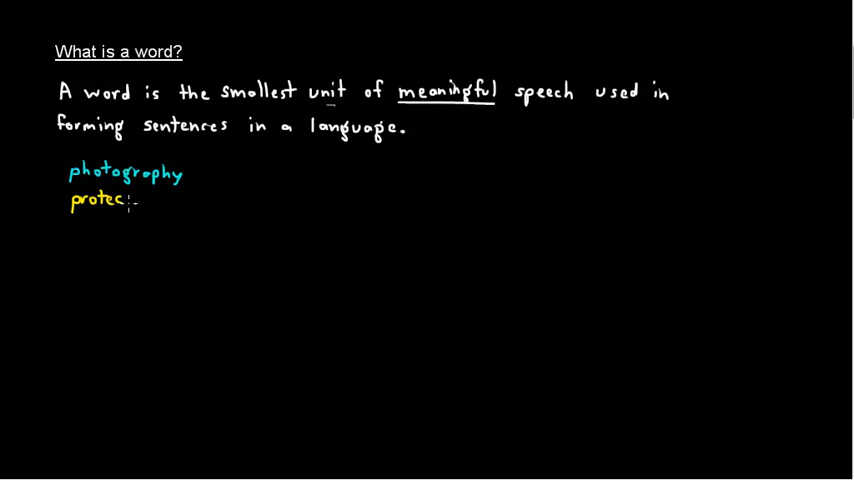 What is a word?
A word is the smallest unit of meaningful speech used in
forming sentences in a language.
photography
protec